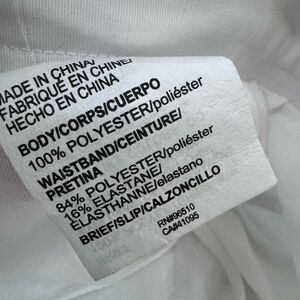 MADE IN CHINA/
FABRIQUÉ EN CHINE/
HECHO EN CHINA
BODY/CORPS/CUERPO
100% POLYESTER/poliéster
WAISTBAND/CEINTURE/
PRETINA
84% POLYESTER/poliéster
16% ELASTANE/
ELASTHANNE/elastano
BRIEF/SLIP/CALZONCILLO
RN#96510
CA#41095